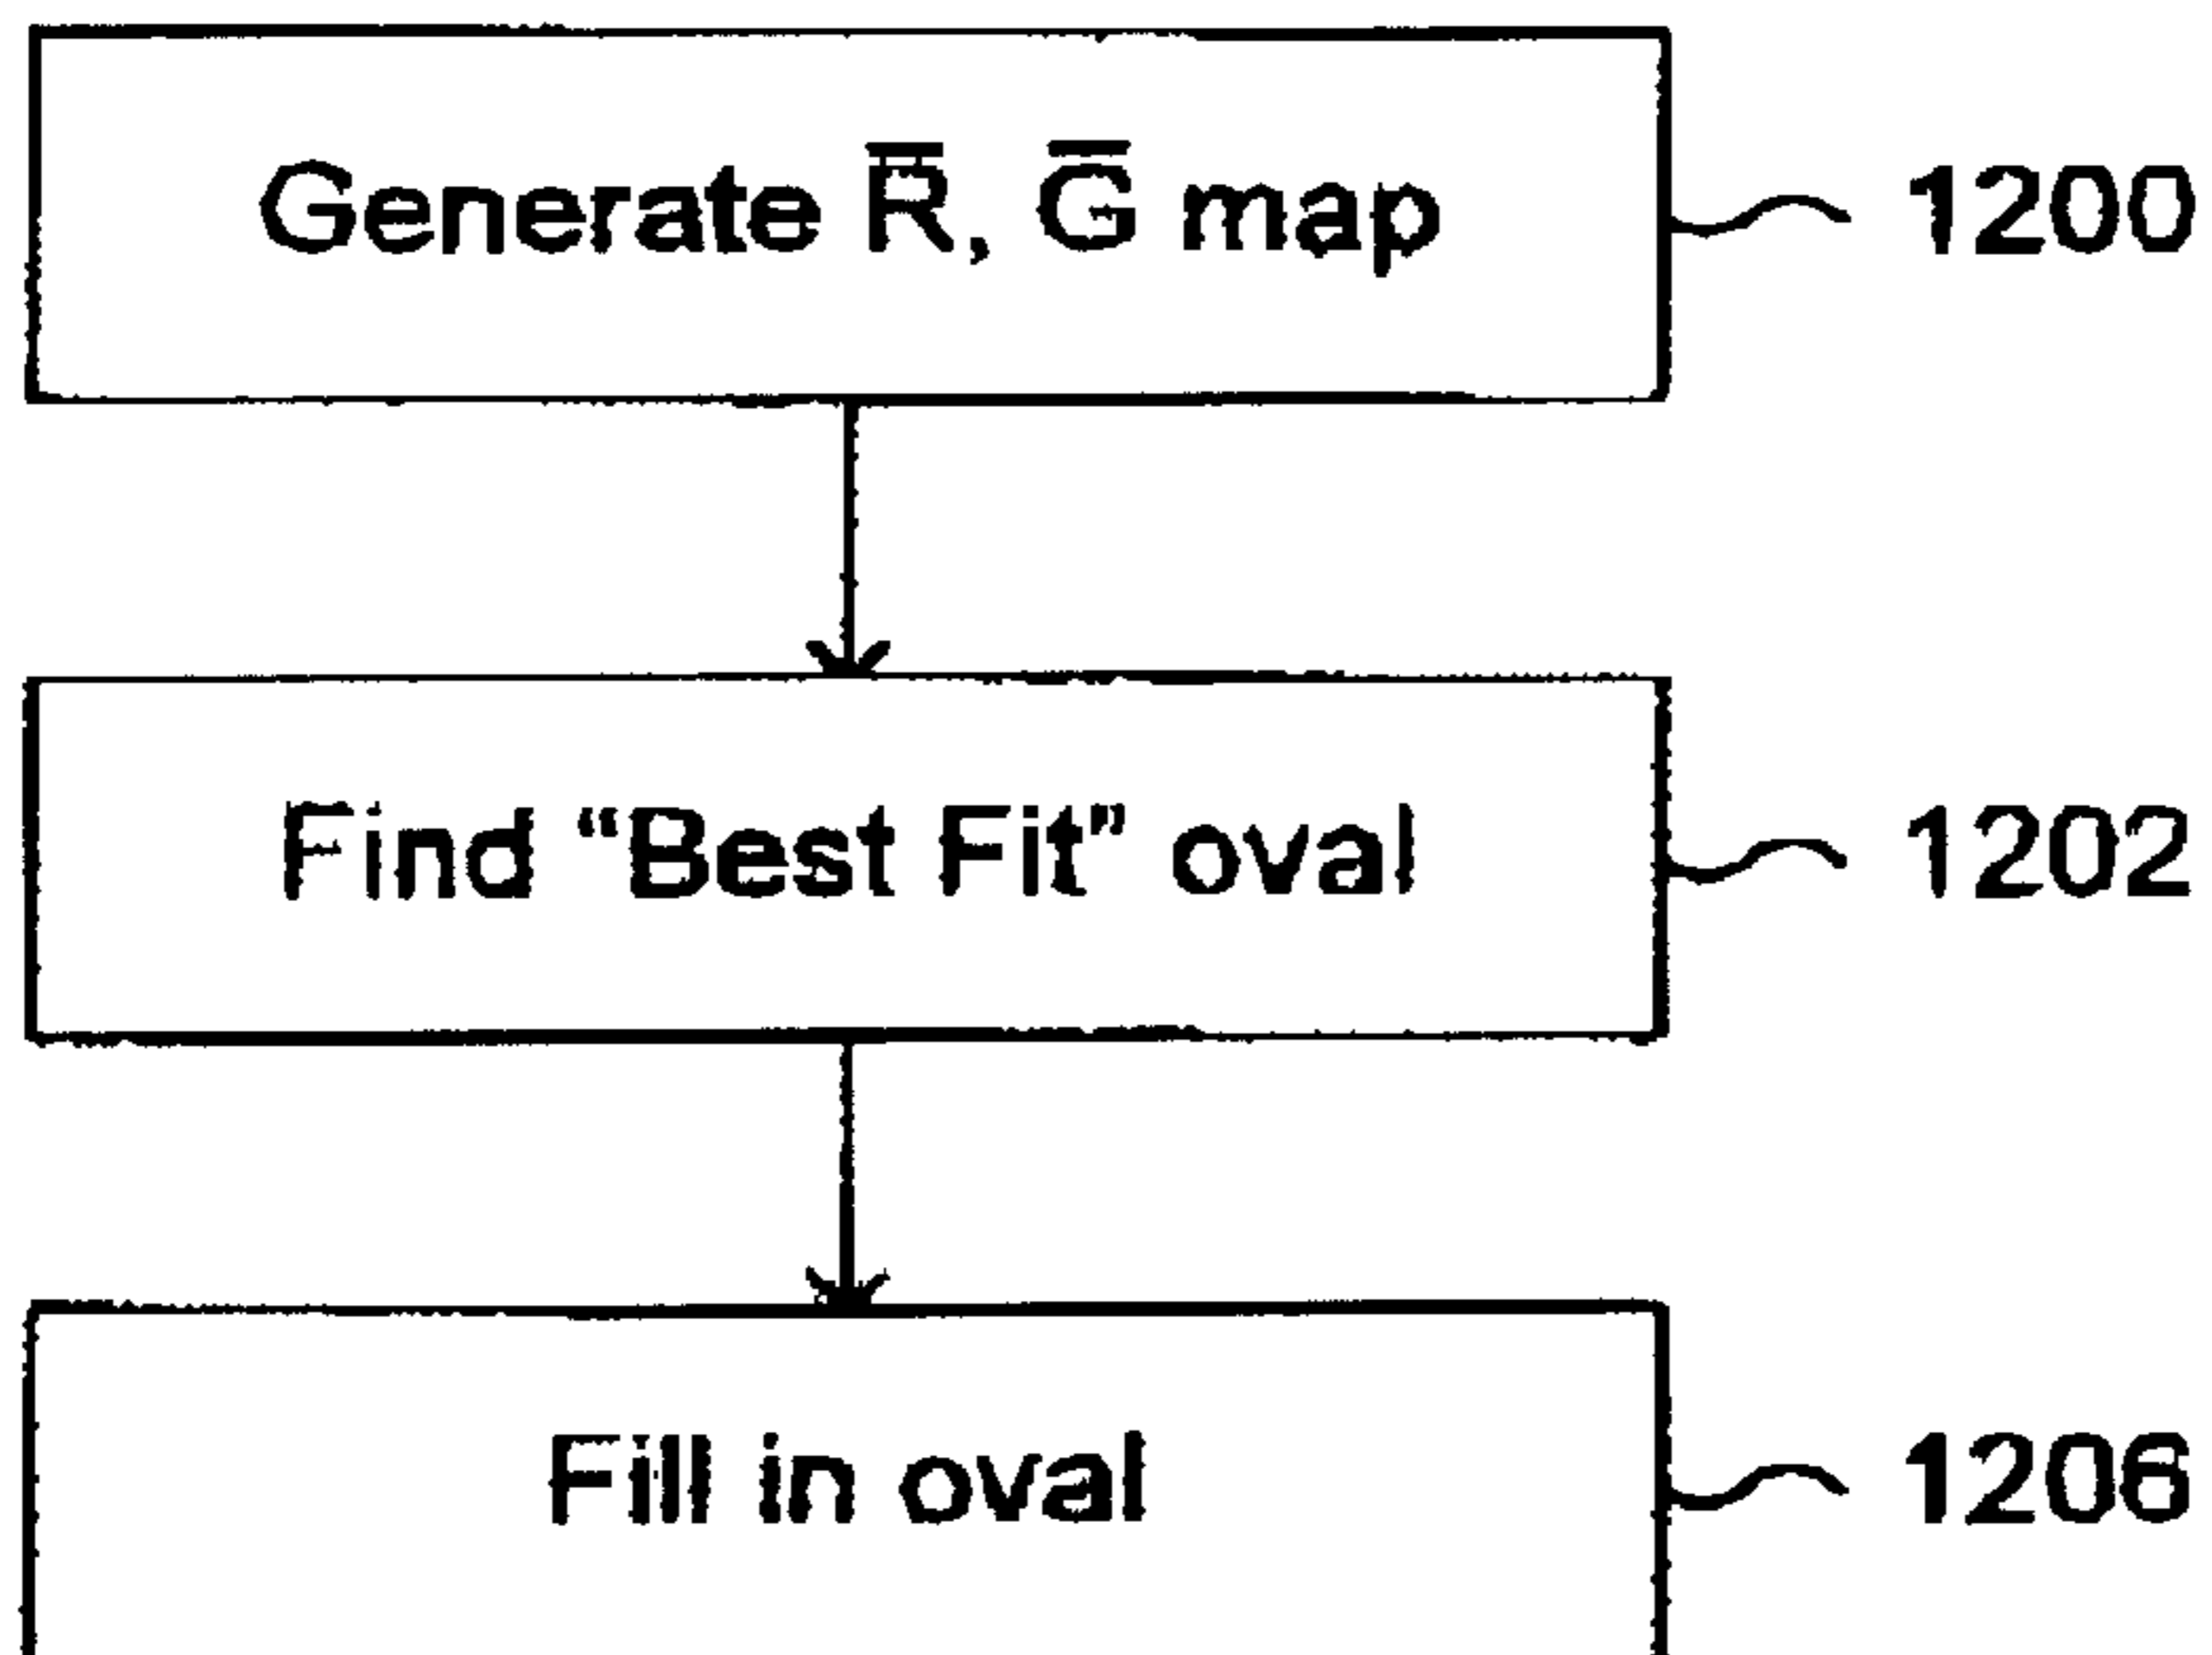 Generate R̅, G̅ map 1200
Find “Best Fit” oval 1202
Fill in oval 1206